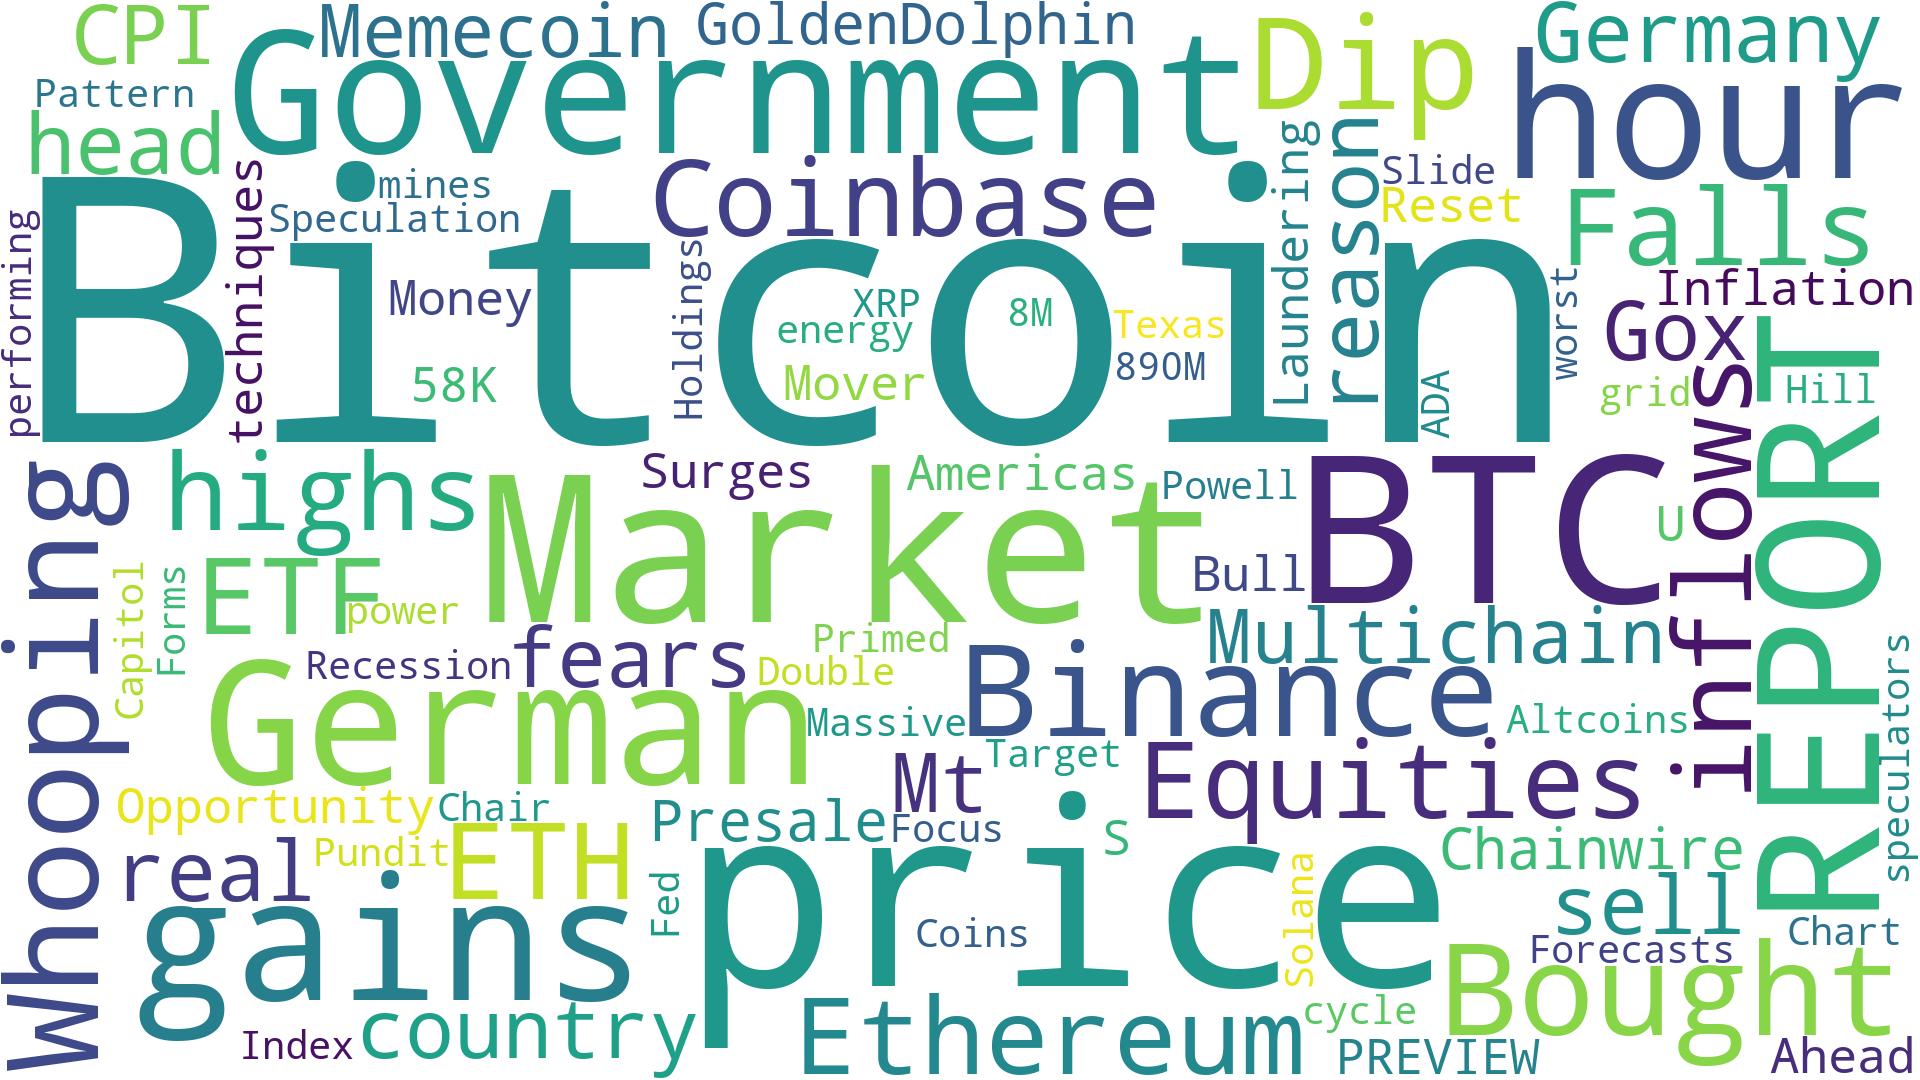 CPI
Memecoin
GoldenDolphin
Dip
Germany
Pattern
Government
hour
head
Bitcoin
techniques
mines
Speculation
Coinbase
Laundering
reason
Slide
Reset
Falls
performing
Money
Holdings
XRP
energy
8M
Texas
Inflation
worst
Gox
58K
Mover
890M
ADA
grid
Hill
inflows
REPORT
Whooping
highs
Surges
Americas
Powell
BTC
U
Market
Bull
Capitol
Forms
ETF
power
Primed
Multichain
Recession
fears
Double
Binance
German
Massive
Altcoins
speculators
Target
Mt
Equities
Opportunity
Chair
Presale
Focus
S
Chainwire
real
Pundit
ETH
price
Solana
sell
gains
Fed
Coins
Chart
Forecasts
Bought
Index
country
Ethereum
cycle
PREVIEW
Ahead